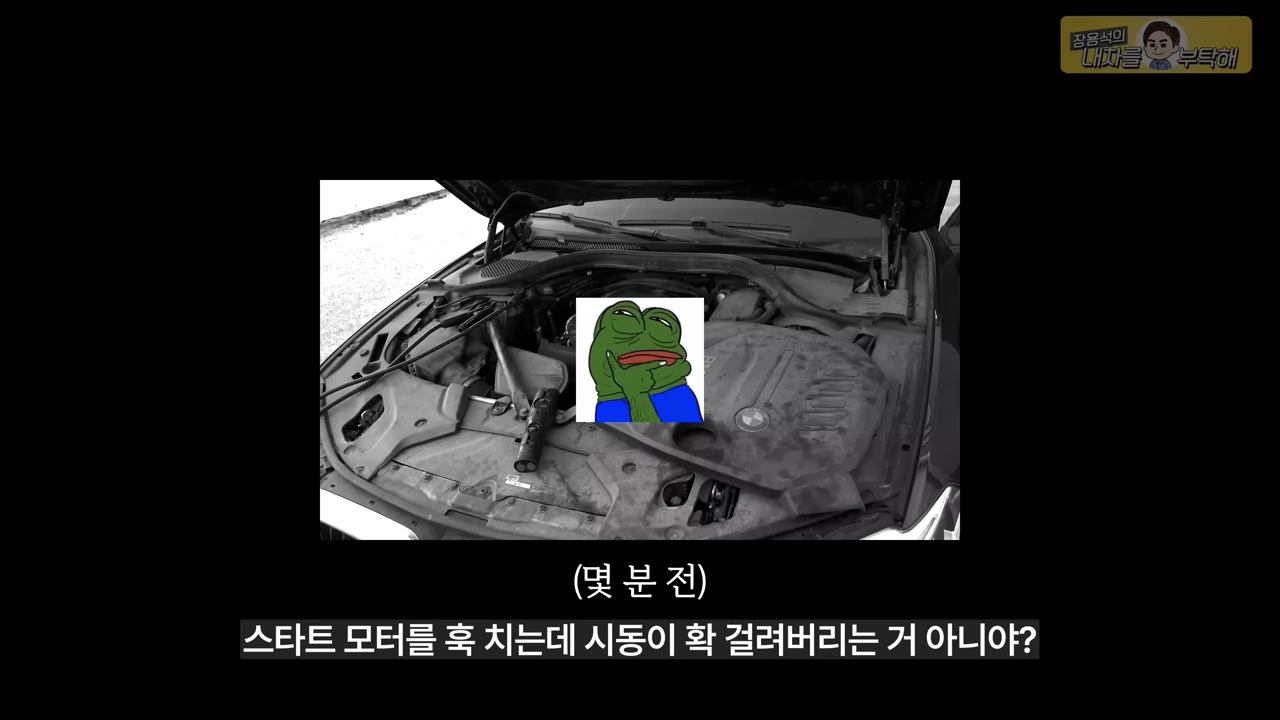 장용석의
내차를 부탁해
(몇 분 전)
스타트 모터를 훅 치는데 시동이 확 걸려버리는 거 아니야?